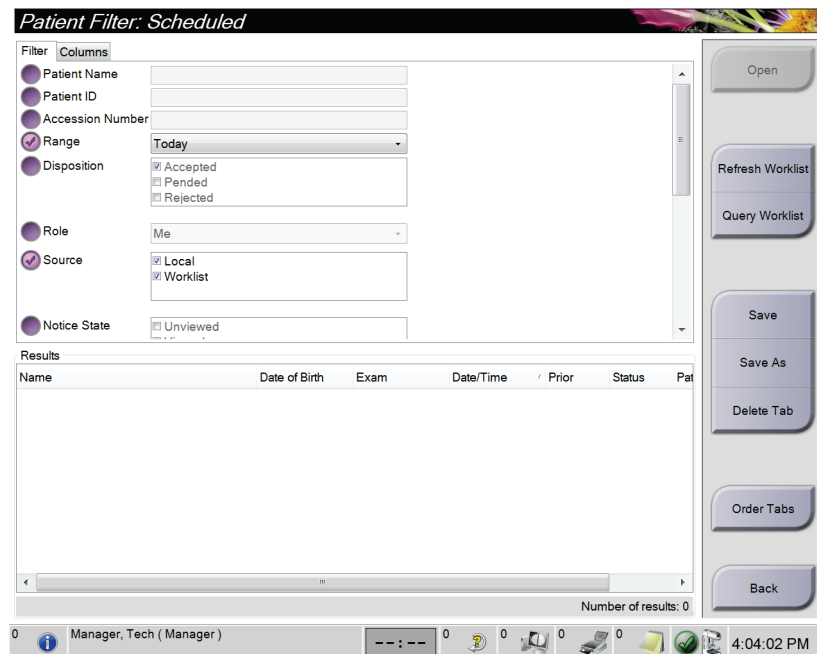 Patient Filter: Scheduled
Filter Columns
Patient Name
Patient ID
Accession Number
Range Today
Disposition Accepted
Pended
Rejected
Role Me
Source Local
Worklist
Notice State Unviewed
Results
Name Date of Birth Exam Date/Time Prior Status Pat
Number of results: 0
Open
Refresh Worklist
Query Worklist
Save
Save As
Delete Tab
Order Tabs
Back
0 Manager, Tech ( Manager ) --:-- 0 0 0 0 4:04:02 PM